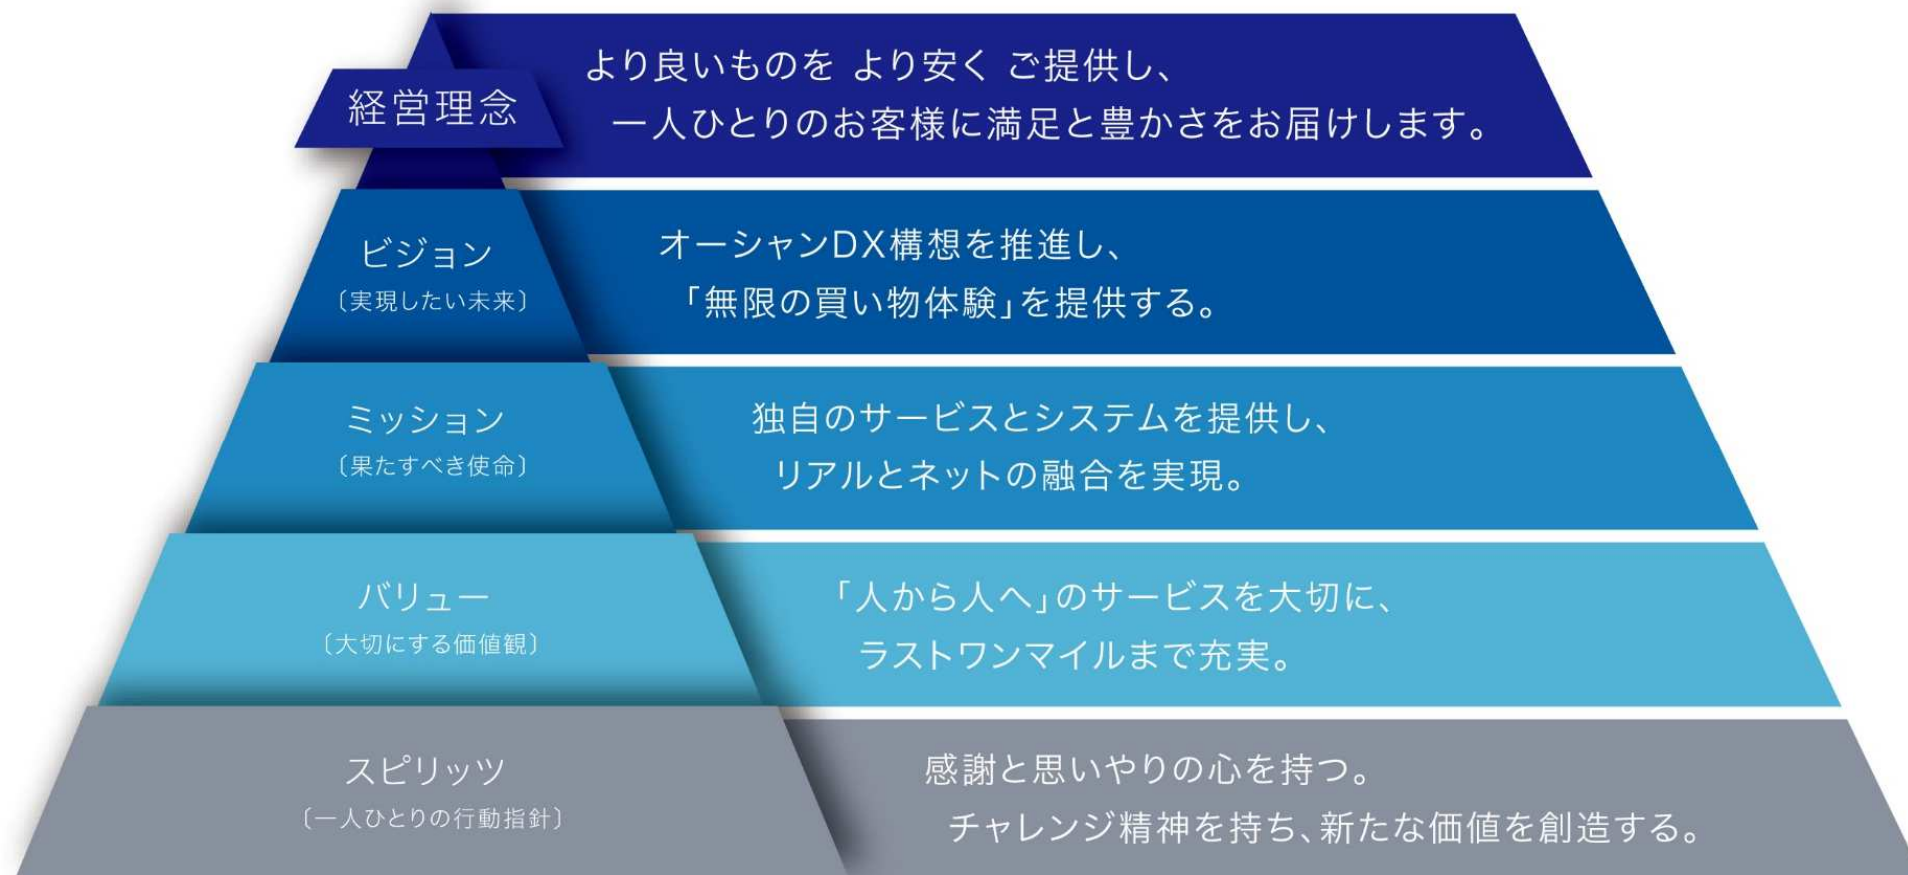 経営理念
より良いものを より安く ご提供し、
一人ひとりのお客様に満足と豊かさをお届けします。
ビジョン
〔実現したい未来〕
オーシャンDX構想を推進し、
「無限の買い物体験」を提供する。
ミッション
〔果たすべき使命〕
独自のサービスとシステムを提供し、
リアルとネットの融合を実現。
バリュー
〔大切にする価値観〕
「人から人へ」のサービスを大切に、
ラストワンマイルまで充実。
スピリッツ
〔一人ひとりの行動指針〕
感謝と思いやりの心を持つ。
チャレンジ精神を持ち、新たな価値を創造する。